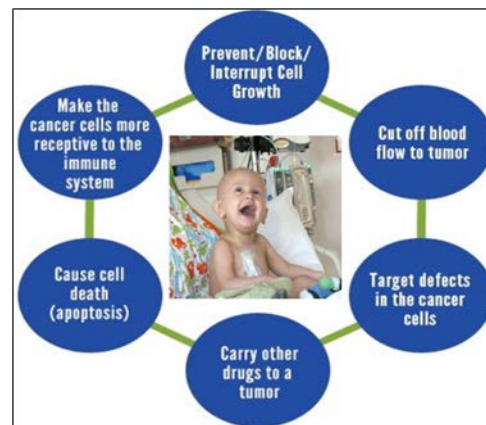 Prevent/Block/
Interrupt Cell
Growth
Cut off blood
flow to tumor
Target defects
in the cancer
cells
Carry other
drugs to a
tumor
Cause cell
death
(apoptosis)
Make the
cancer cells more
receptive to the
immune
system